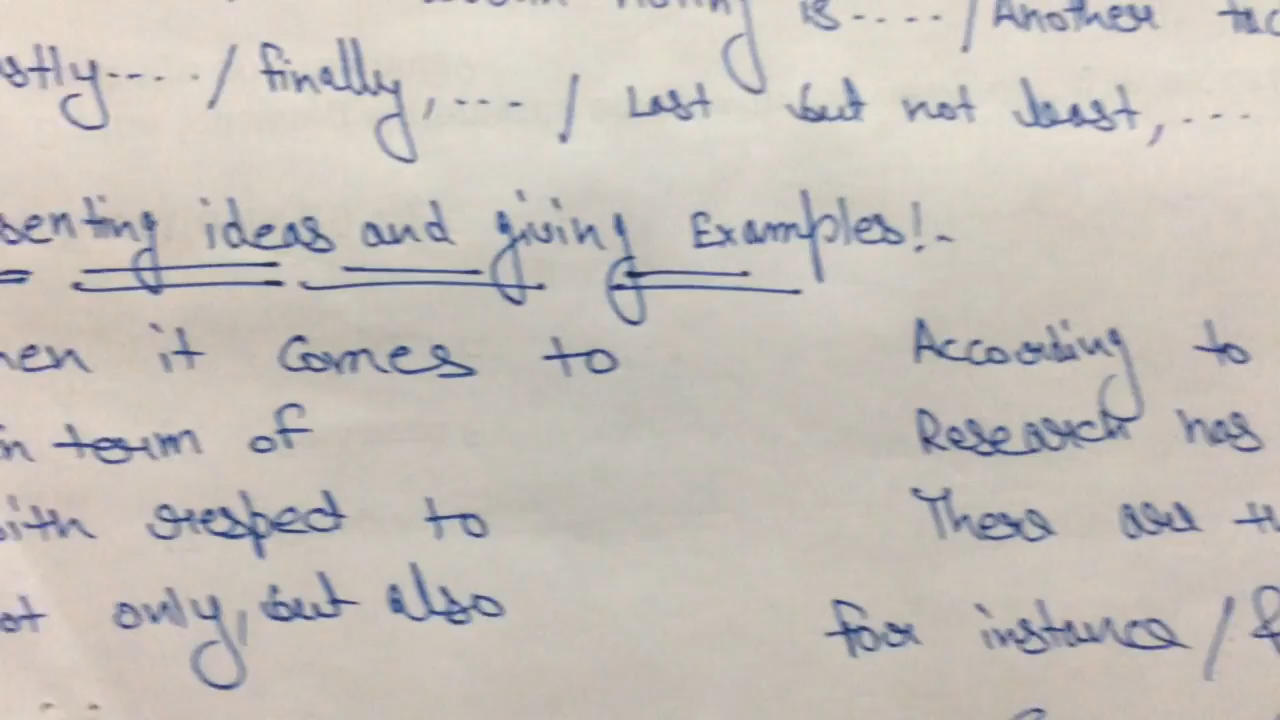 is..... / Another
stly..... / finally, .... / Last but not least, ...
senting ideas and giving Examples!-
hen it comes to According to
in term of Research has
ith respect to There are
ot only, but also for instance /